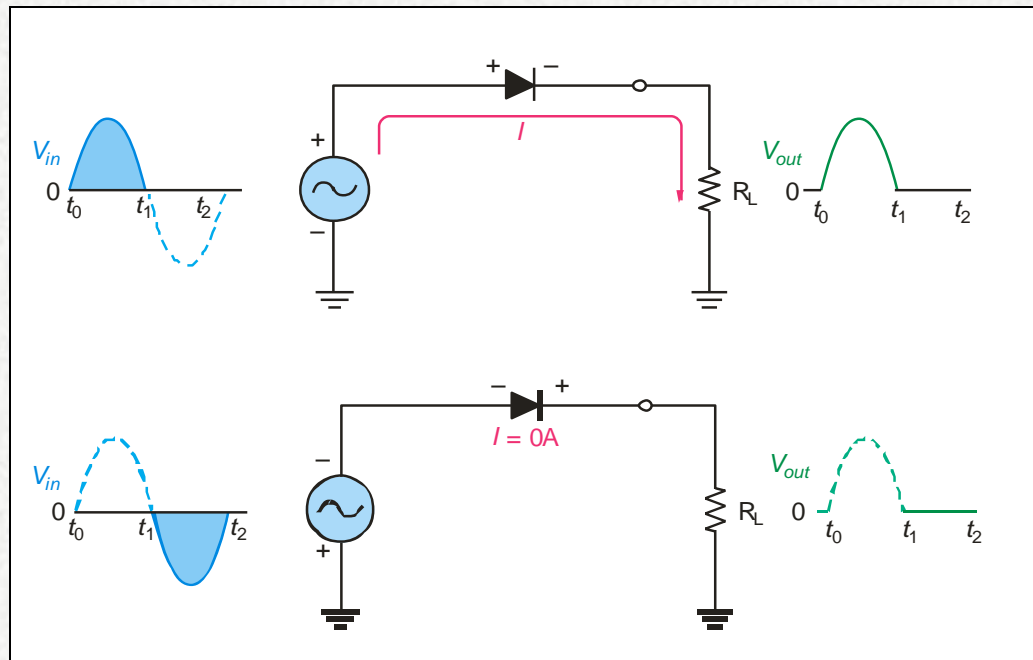 + −
I
+
−
V_in
0
t_0 t_1 t_2
R_L
V_out
0
t_0 t_1 t_2
− +
I = 0A
−
+
V_in
0
t_0 t_1 t_2
R_L
V_out
0
t_0 t_1 t_2